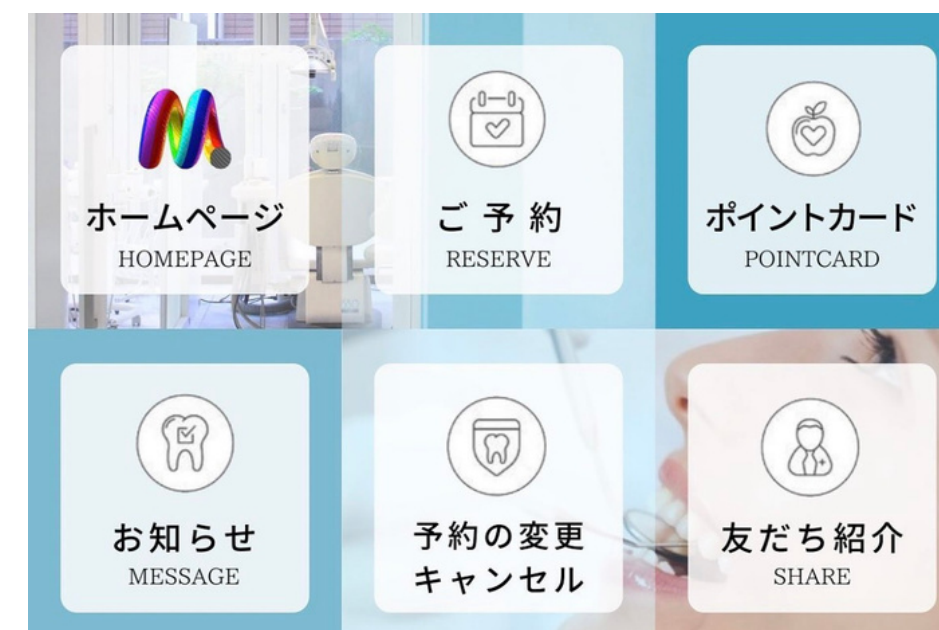 ホームページ
HOMEPAGE
ご予約
RESERVE
ポイントカード
POINTCARD
お知らせ
MESSAGE
予約の変更
キャンセル
友だち紹介
SHARE